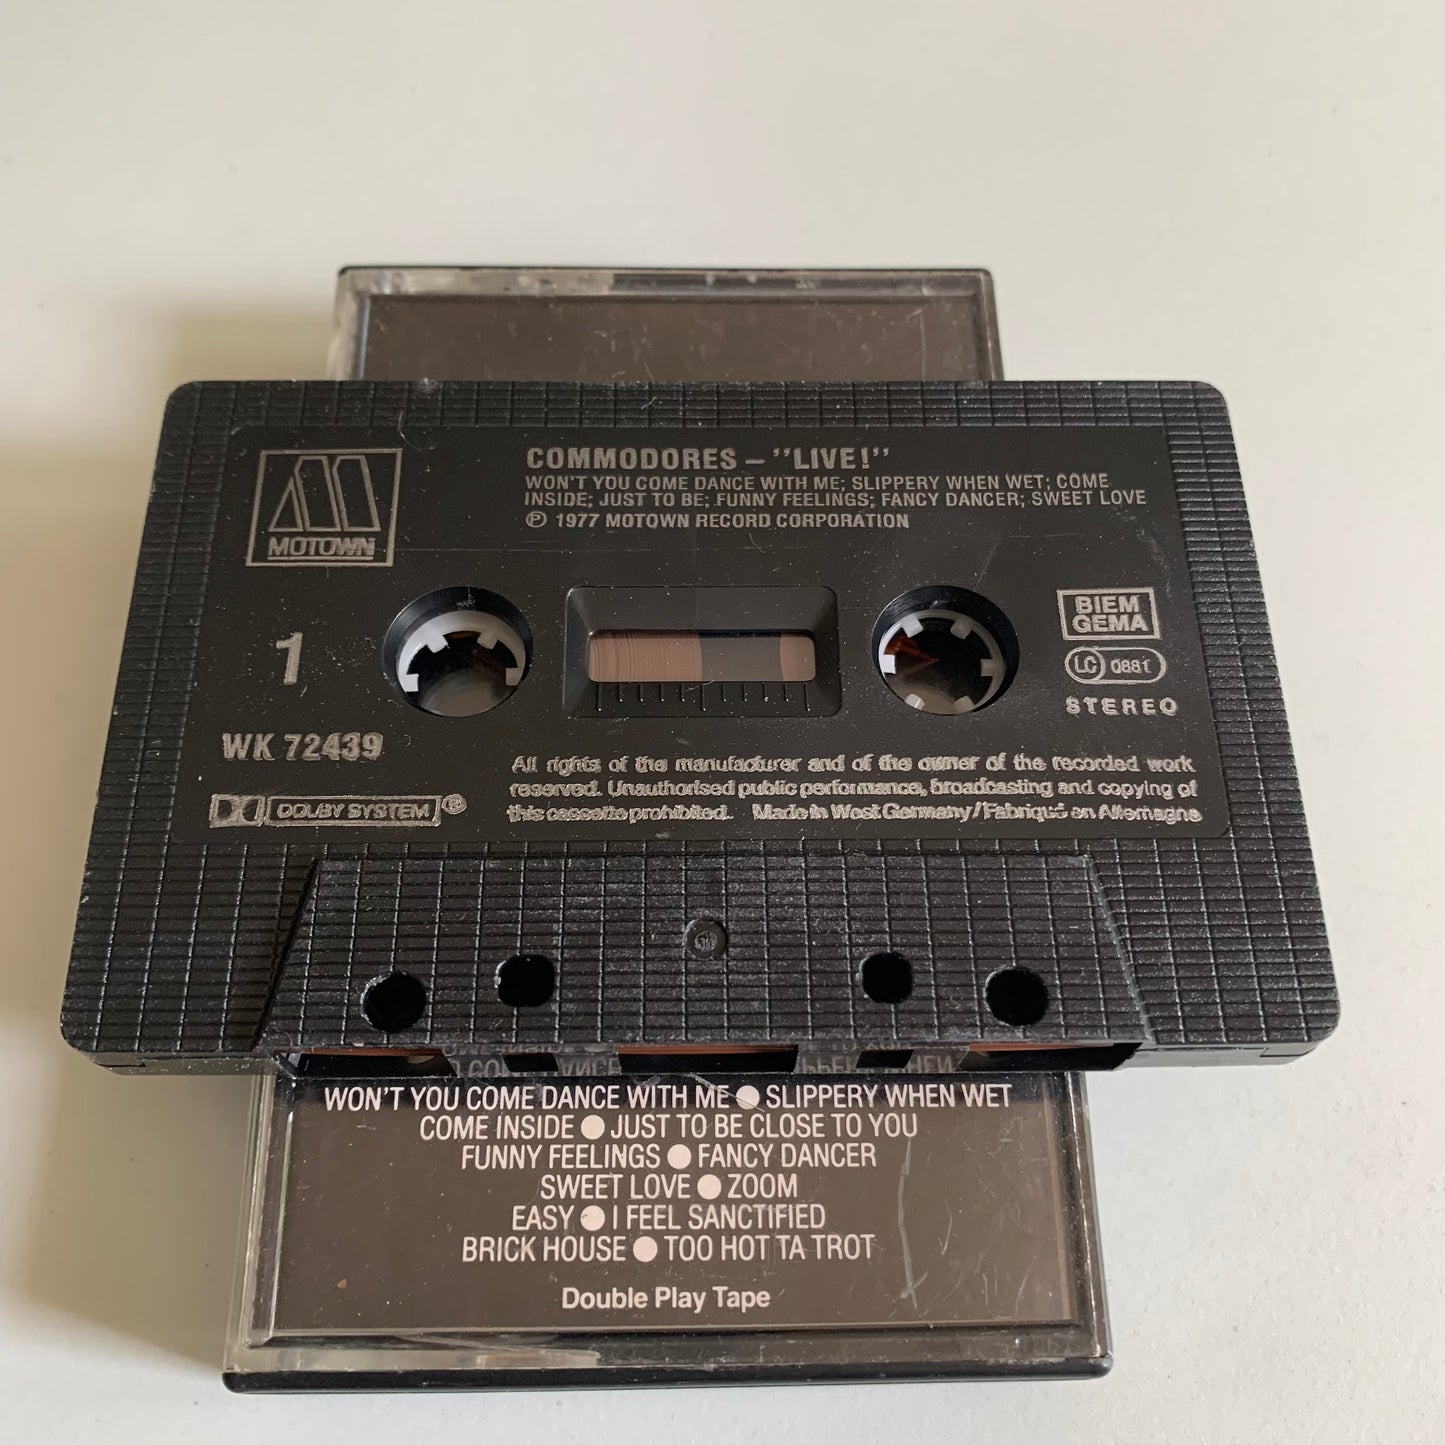 MOTOWN
COMMODORES – "LIVE!"
WON'T YOU COME DANCE WITH ME; SLIPPERY WHEN WET; COME
INSIDE; JUST TO BE; FUNNY FEELINGS; FANCY DANCER; SWEET LOVE
℗ 1977 MOTOWN RECORD CORPORATION
1
BIEM
GEMA
LC 0881
STEREO
WK 72439
DOLBY SYSTEM®
All rights of the manufacturer and of the owner of the recorded work
reserved. Unauthorised public performance, broadcasting and copying of
this cassette prohibited. Made in West Germany/Fabriqué en Allemagne
WON'T YOU COME DANCE WITH ME ● SLIPPERY WHEN WET
COME INSIDE ● JUST TO BE CLOSE TO YOU
FUNNY FEELINGS ● FANCY DANCER
SWEET LOVE ● ZOOM
EASY ● I FEEL SANCTIFIED
BRICK HOUSE ● TOO HOT TA TROT
Double Play Tape